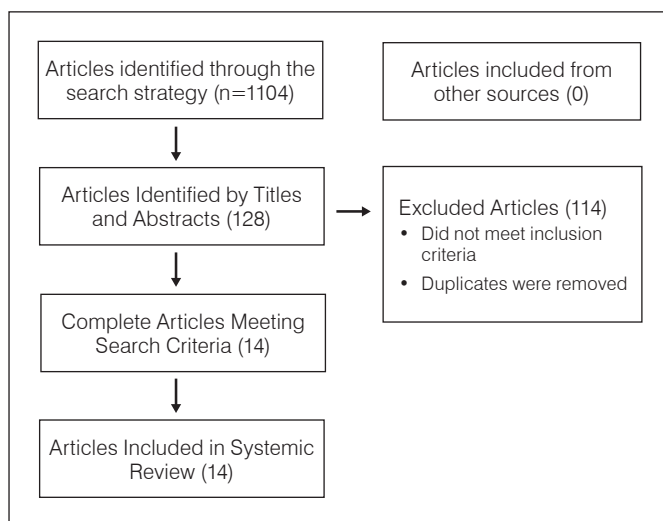 Articles identified through the
search strategy (n=1104)
Articles included from
other sources (0)
Articles Identified by Titles
and Abstracts (128)
Excluded Articles (114)
• Did not meet inclusion
criteria
• Duplicates were removed
Complete Articles Meeting
Search Criteria (14)
Articles Included in Systemic
Review (14)